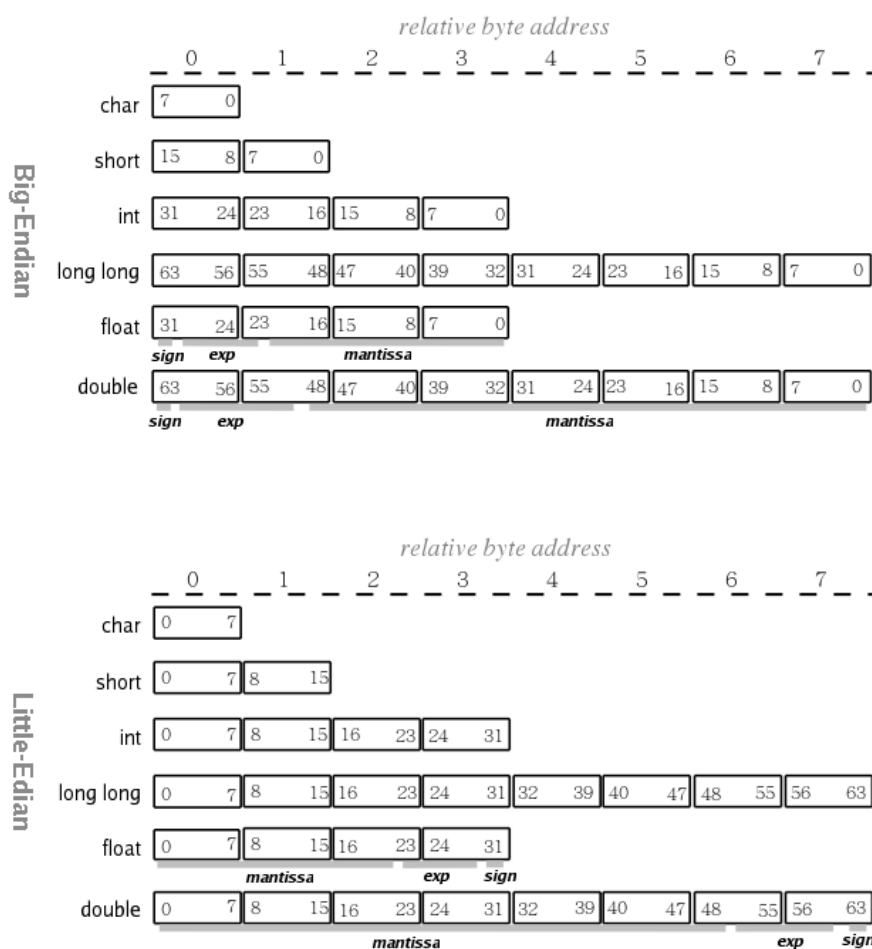 relative byte address
0 1 2 3 4 5 6 7
Big-Endian
char 7 0
short 15 8 7 0
int 31 24 23 16 15 8 7 0
long long 63 56 55 48 47 40 39 32 31 24 23 16 15 8 7 0
float 31 24 23 16 15 8 7 0
sign exp mantissa
double 63 56 55 48 47 40 39 32 31 24 23 16 15 8 7 0
sign exp mantissa
relative byte address
0 1 2 3 4 5 6 7
Little-Edian
char 0 7
short 0 7 8 15
int 0 7 8 15 16 23 24 31
long long 0 7 8 15 16 23 24 31 32 39 40 47 48 55 56 63
float 0 7 8 15 16 23 24 31
mantissa exp sign
double 0 7 8 15 16 23 24 31 32 39 40 47 48 55 56 63
mantissa exp sign